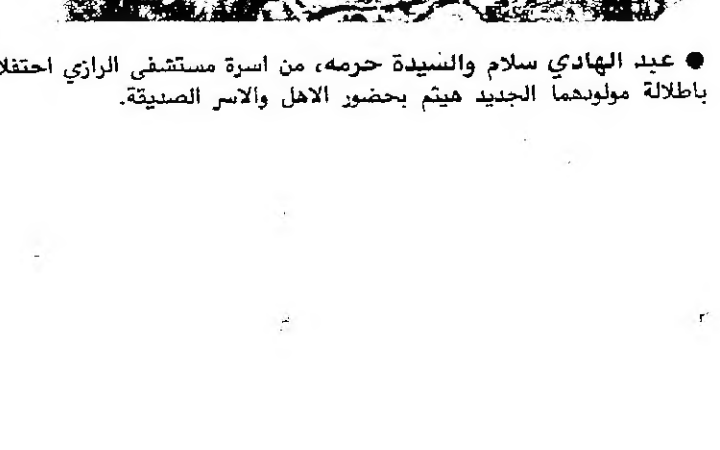 ● عبد الهادي سلام والسيدة حرمه، من اسرة مستشفى الرازي احتفلا
باطلالة مولودهما الجديد هيثم بحضور الاهل والاسر الصديقة.